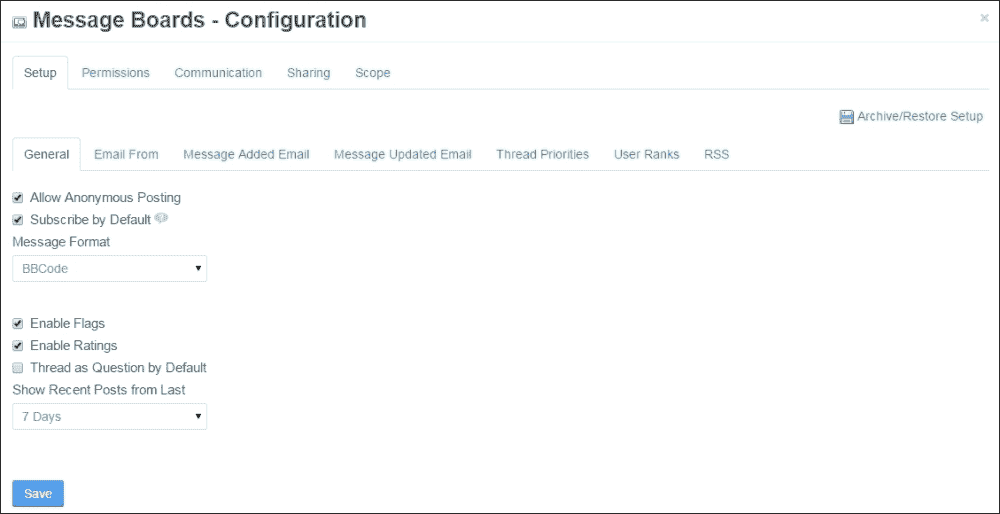 Message Boards - Configuration
×
Setup Permissions Communication Sharing Scope
Archive/Restore Setup
General Email From Message Added Email Message Updated Email Thread Priorities User Ranks RSS
Allow Anonymous Posting
Subscribe by Default
Message Format
BBCode
Enable Flags
Enable Ratings
Thread as Question by Default
Show Recent Posts from Last
7 Days
Save